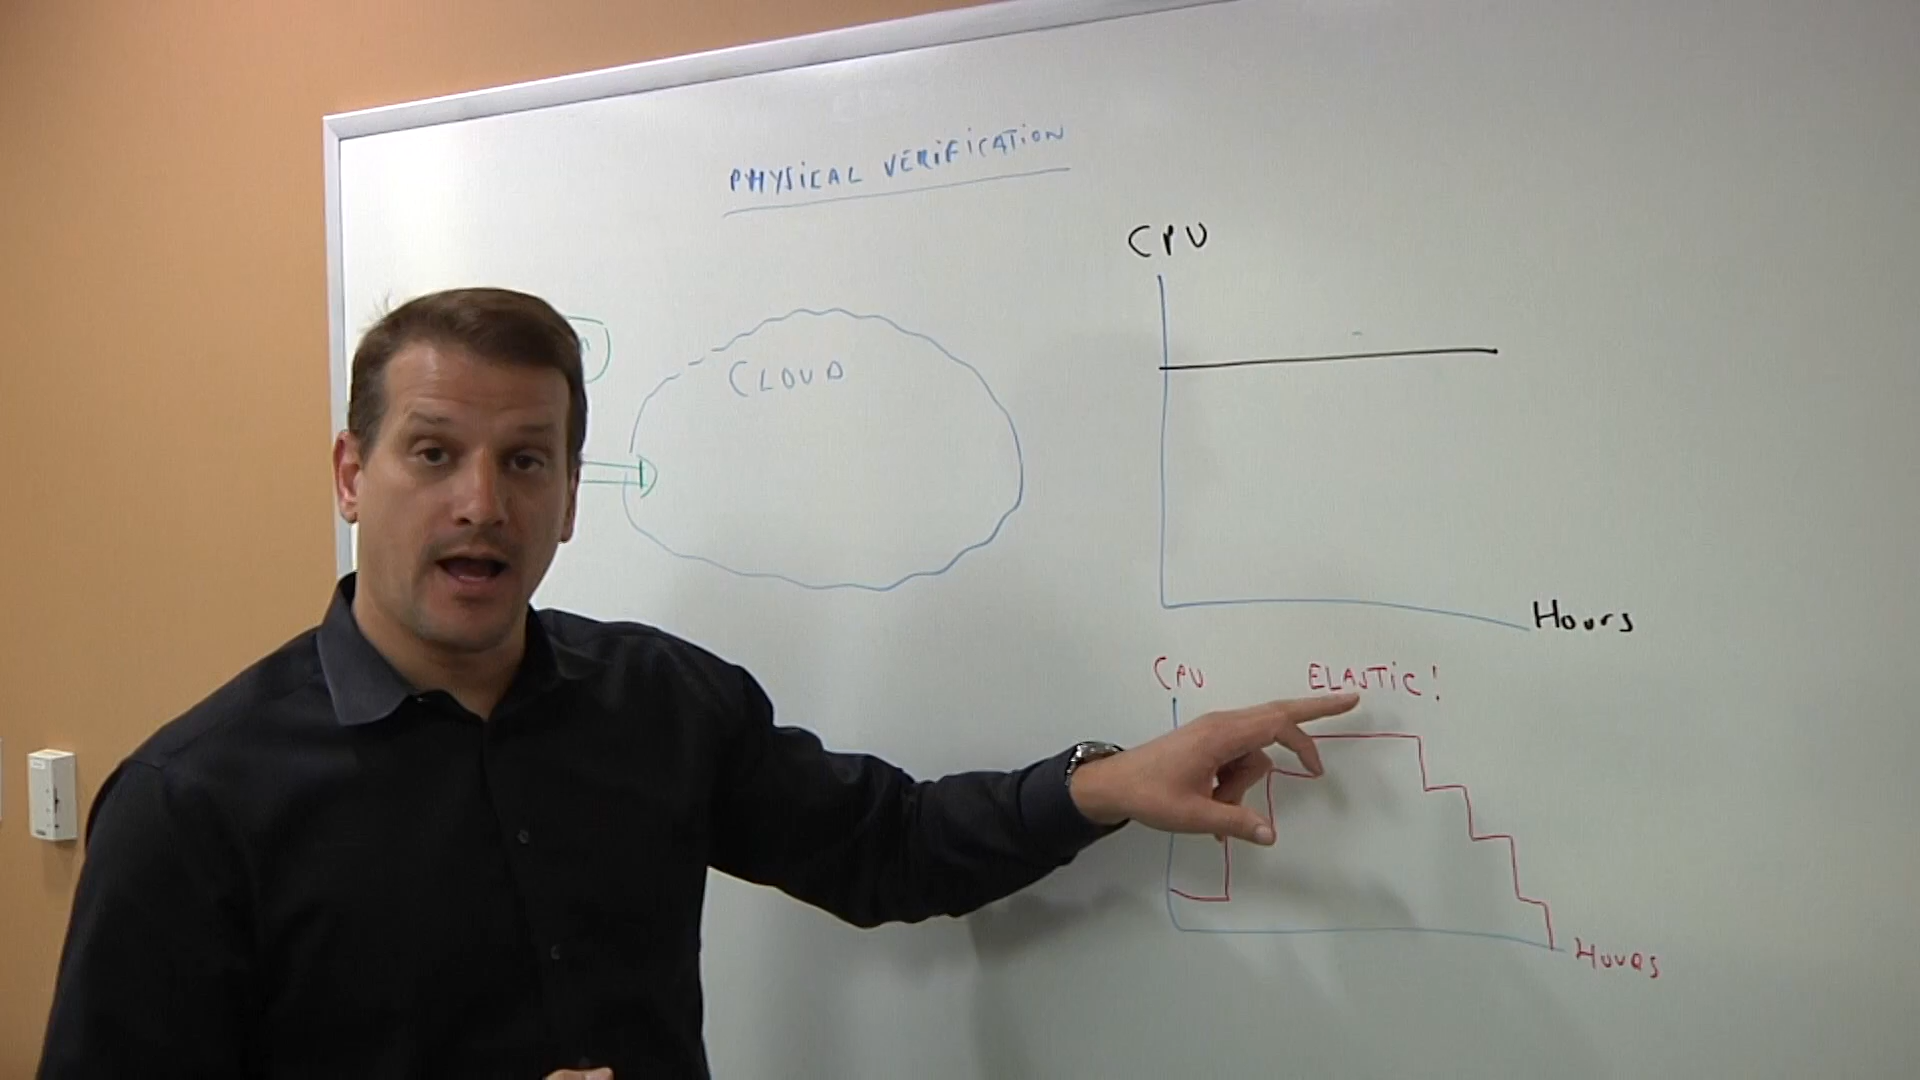 PHYSICAL VERIFICATION
CLOUD
CPU
Hours
CPU
ELASTIC!
HOURS